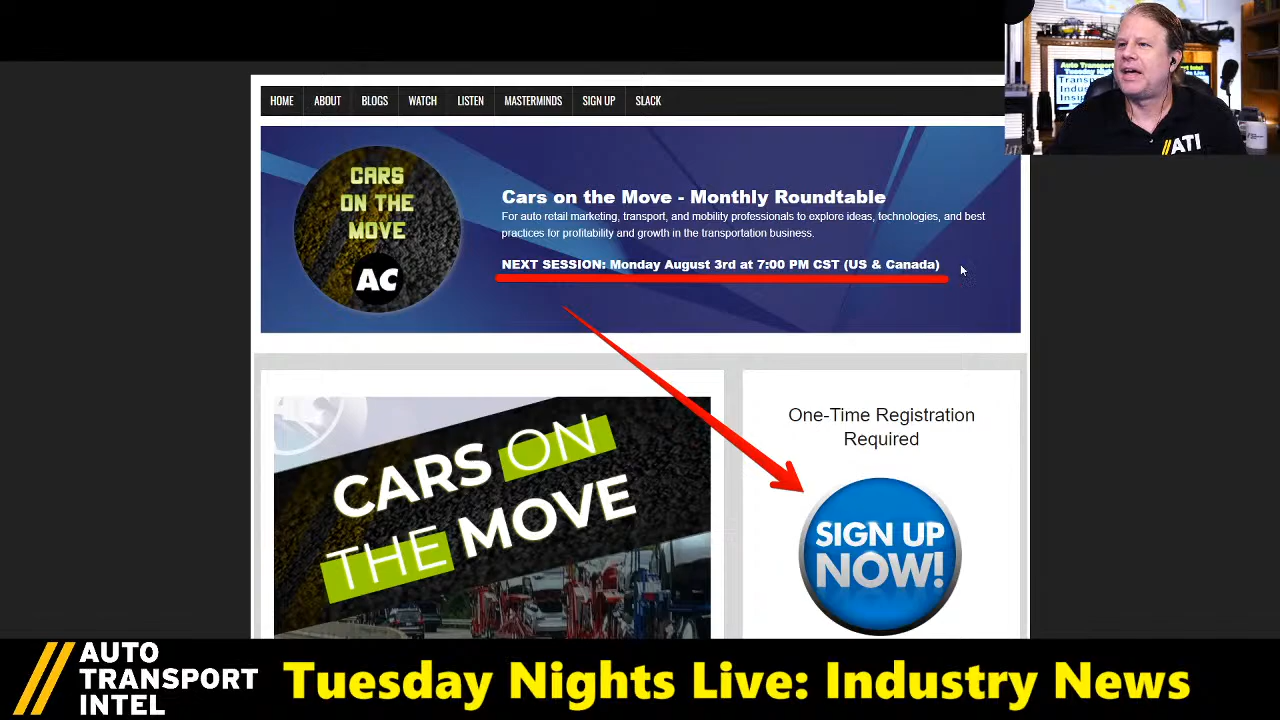 HOME ABOUT BLOGS WATCH LISTEN MASTERMINDS SIGN UP SLACK
CARS
ON THE
MOVE
AC
Cars on the Move - Monthly Roundtable
For auto retail marketing, transport, and mobility professionals to explore ideas, technologies, and best
practices for profitability and growth in the transportation business.
NEXT SESSION: Monday August 3rd at 7:00 PM CST (US & Canada)
CARS ON
THE MOVE
One-Time Registration
Required
SIGN UP
NOW!
Auto Transport
ATI
AUTO
TRANSPORT
INTEL
Tuesday Nights Live: Industry News